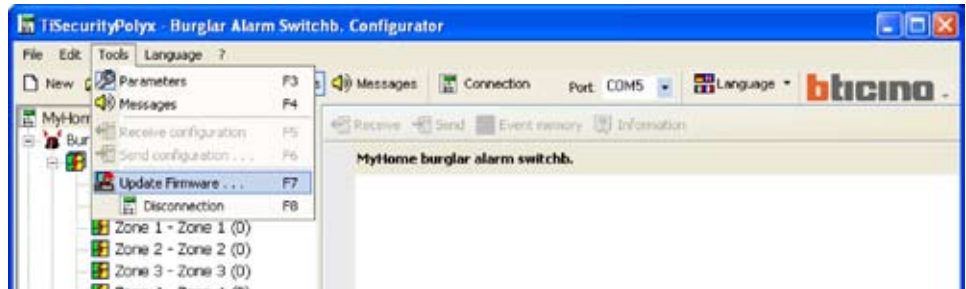 TiSecurityPolyx - Burglar Alarm Switchb. Configurator
File Edit Tools Language ?
New Messages Connection Port: COM5 Language bticino
Parameters F3
Messages F4
Receive configuration F5
Send configuration . . . F6
Update Firmware . . . F7
Disconnection F8
MyHom
Bur
Receive Send Event memory Information
MyHome burglar alarm switchb.
Zone 1 - Zone 1 (0)
Zone 2 - Zone 2 (0)
Zone 3 - Zone 3 (0)